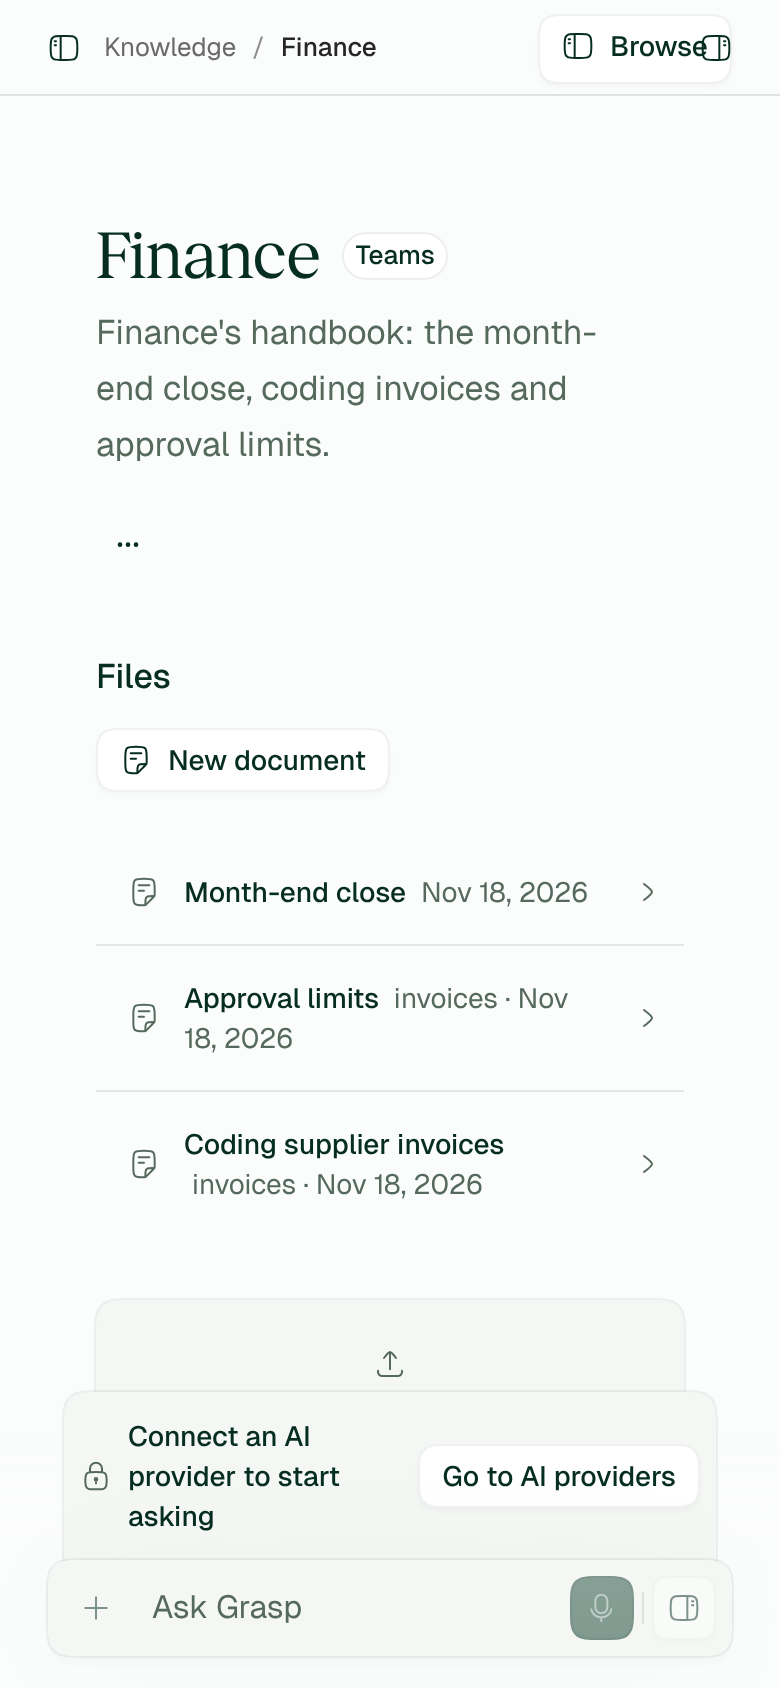 Knowledge / Finance
Browse
Finance
Teams
Finance's handbook: the month-
end close, coding invoices and
approval limits.
...
Files
New document
Month-end close Nov 18, 2026
Approval limits invoices · Nov
18, 2026
Coding supplier invoices
invoices · Nov 18, 2026
Connect an AI
provider to start
asking
Go to AI providers
Ask Grasp